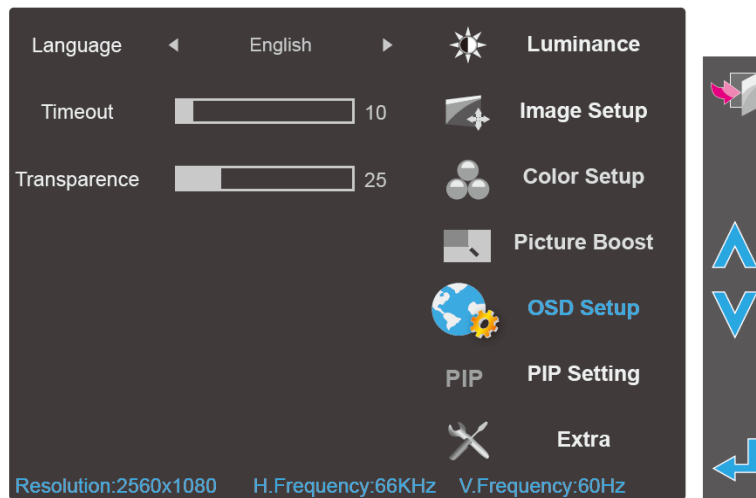 Language English Luminance
Timeout 10 Image Setup
Transparence 25 Color Setup
Picture Boost
OSD Setup
PIP PIP Setting
Extra
Resolution:2560x1080 H.Frequency:66KHz V.Frequency:60Hz